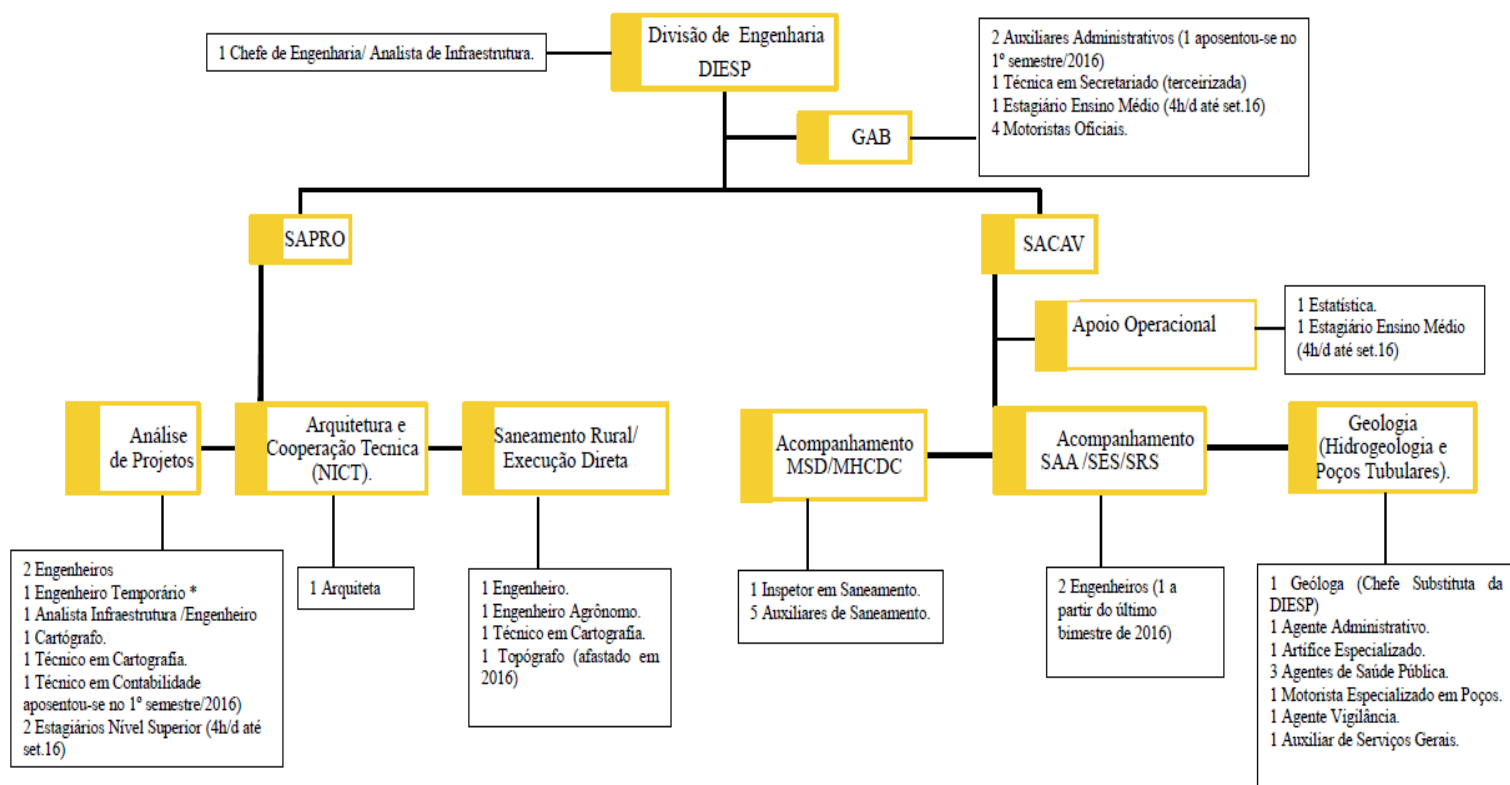 1 Chefe de Engenharia/ Analista de Infraestrutura.
Divisão de Engenharia
DIESP
2 Auxiliares Administrativos (1 aposentou-se no
1º semestre/2016)
1 Técnica em Secretariado (terceirizada)
1 Estagiário Ensino Médio (4h/d até set.16)
4 Motoristas Oficiais.
GAB
SAPRO
SACAV
Apoio Operacional
1 Estatística.
1 Estagiário Ensino Médio
(4h/d até set.16)
Análise
de Projetos
Arquitetura e
Cooperação Tecnica
(NICT).
Saneamento Rural/
Execução Direta
Acompanhamento
MSD/MHCDC
Acompanhamento
SAA /SES/SRS
Geologia
(Hidrogeologia e
Poços Tubulares).
2 Engenheiros
1 Engenheiro Temporário *
1 Analista Infraestrutura /Engenheiro
1 Cartógrafo.
1 Técnico em Cartografia.
1 Técnico em Contabilidade
aposentou-se no 1º semestre/2016)
2 Estagiários Nível Superior (4h/d até
set.16)
1 Arquiteta
1 Engenheiro.
1 Engenheiro Agrônomo.
1 Técnico em Cartografia.
1 Topógrafo (afastado em
2016)
1 Inspetor em Saneamento.
5 Auxiliares de Saneamento.
2 Engenheiros (1 a
partir do último
bimestre de 2016)
1 Geóloga (Chefe Substituta da
DIESP)
1 Agente Administrativo.
1 Artífice Especializado.
3 Agentes de Saúde Pública.
1 Motorista Especializado em Poços.
1 Agente Vigilância.
1 Auxiliar de Serviços Gerais.